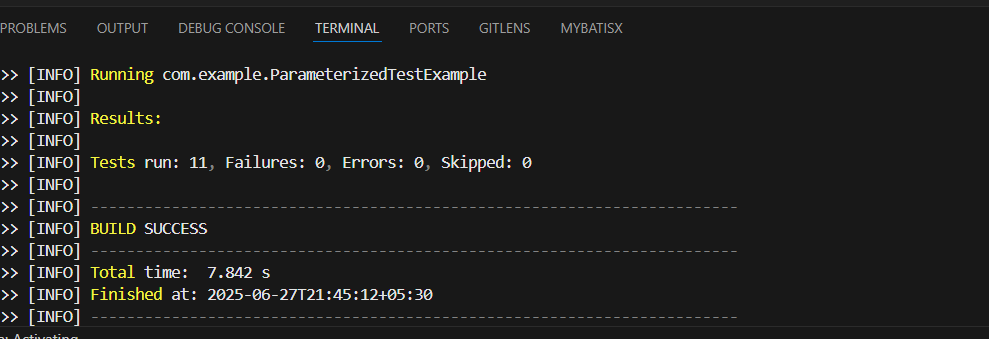 PROBLEMS OUTPUT DEBUG CONSOLE TERMINAL PORTS GITLENS MYBATISX
>> [INFO] Running com.example.ParameterizedTestExample
>> [INFO]
>> [INFO] Results:
>> [INFO]
>> [INFO] Tests run: 11, Failures: 0, Errors: 0, Skipped: 0
>> [INFO]
>> [INFO] ------------------------------------------------------------------------
>> [INFO] BUILD SUCCESS
>> [INFO] ------------------------------------------------------------------------
>> [INFO] Total time:  7.842 s
>> [INFO] Finished at: 2025-06-27T21:45:12+05:30
>> [INFO] ------------------------------------------------------------------------
Activating